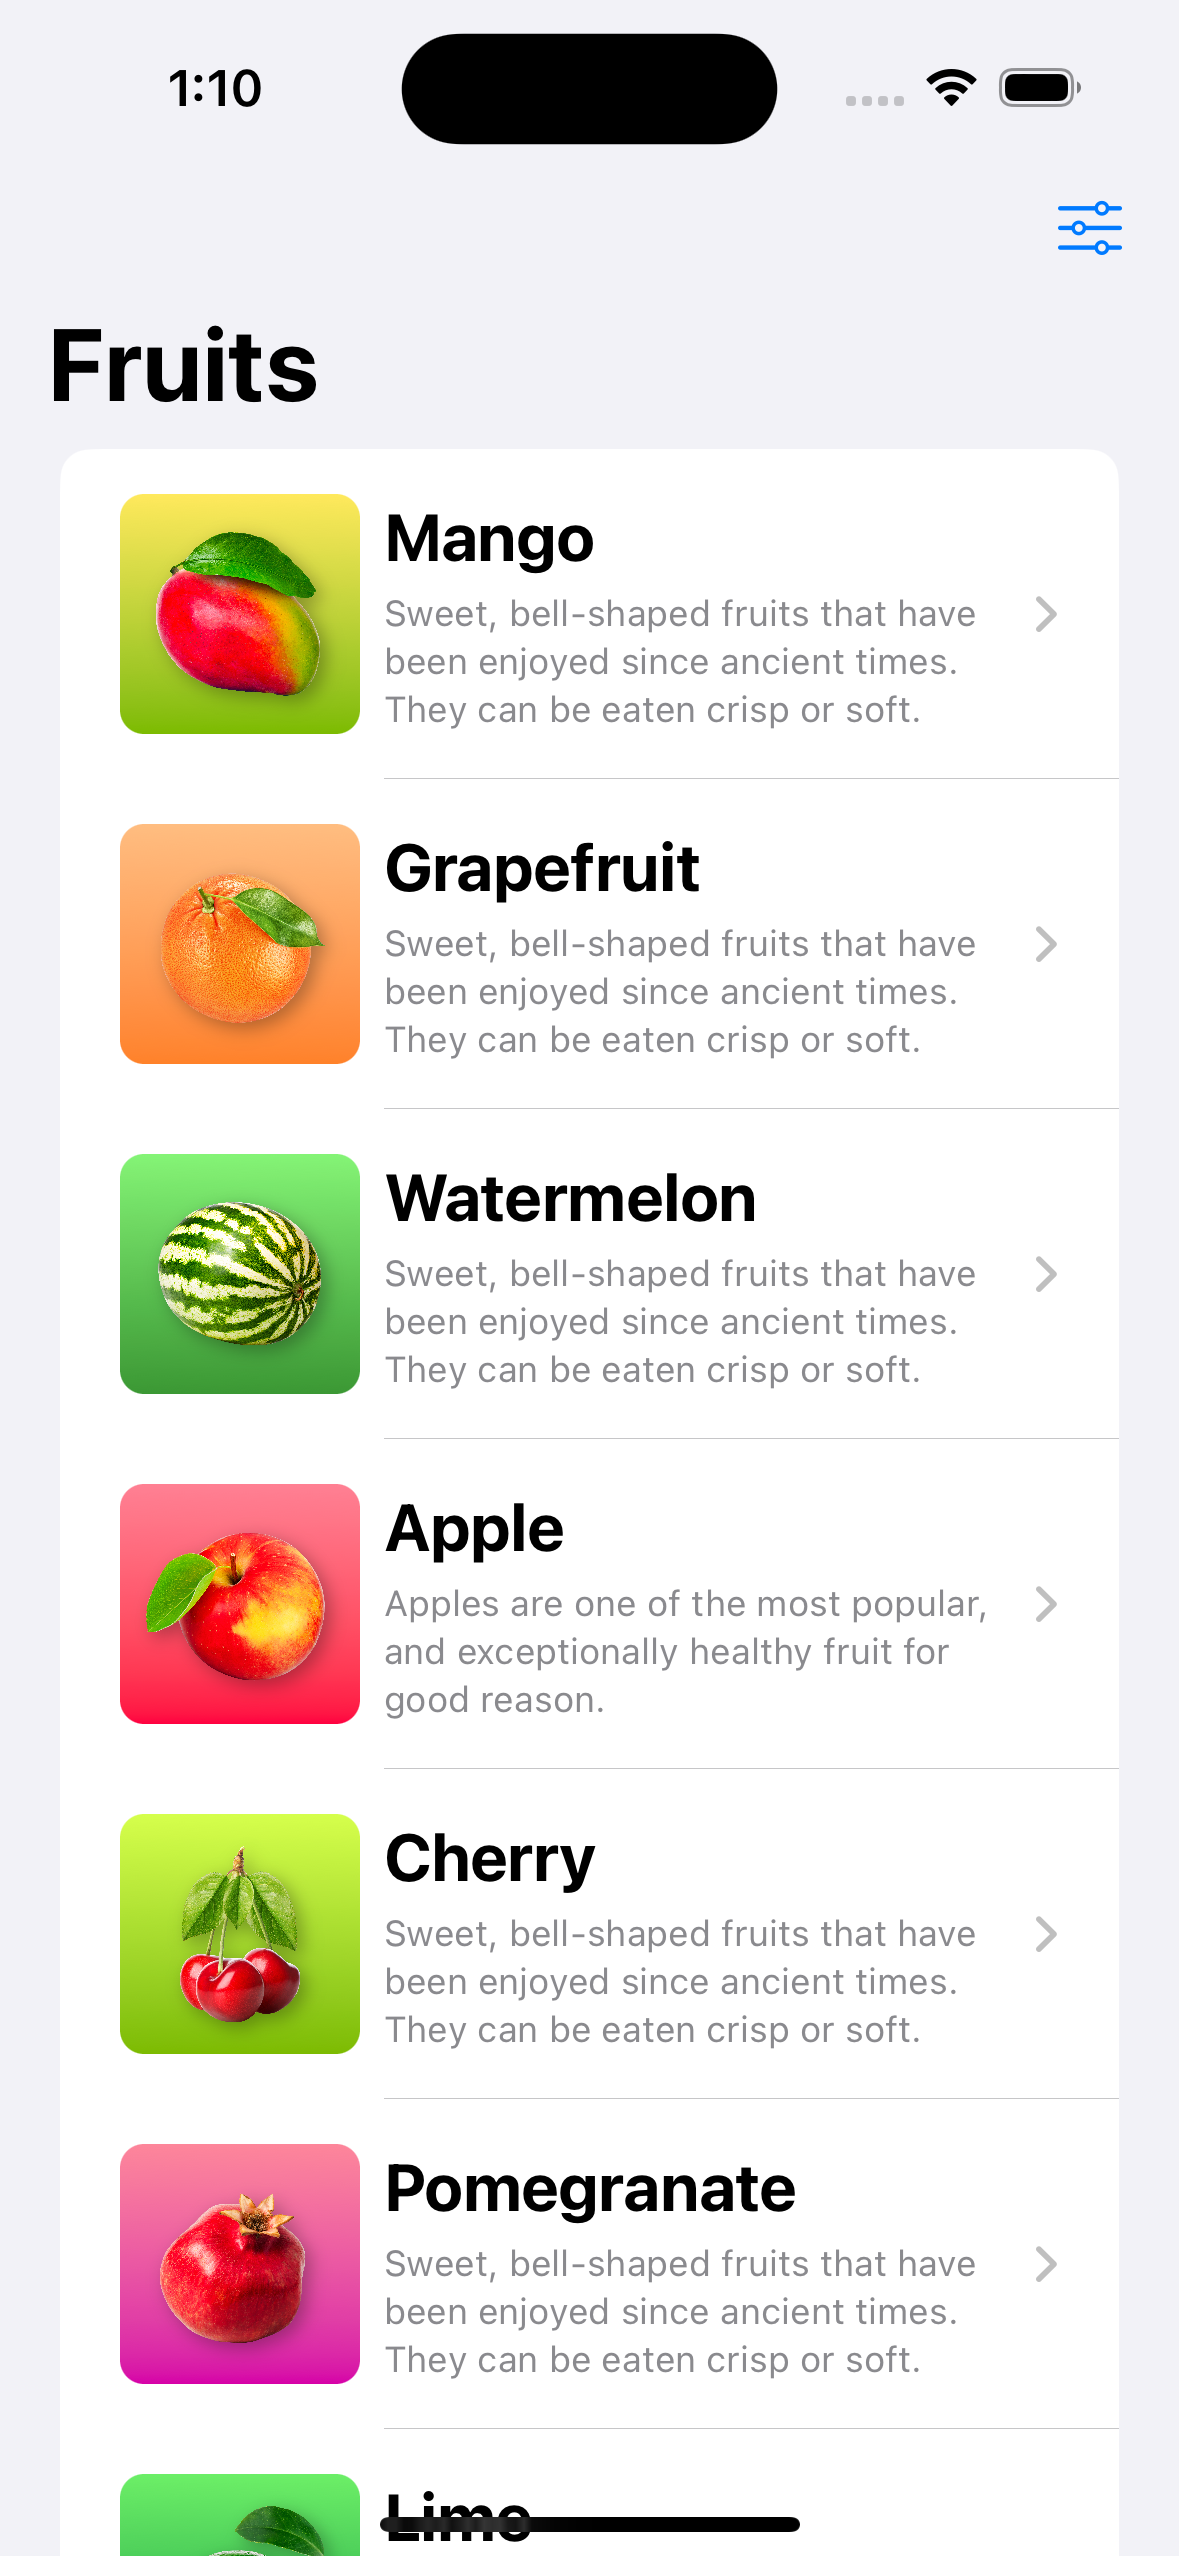 1:10
Fruits
Mango
Sweet, bell-shaped fruits that have
been enjoyed since ancient times.
They can be eaten crisp or soft.
Grapefruit
Sweet, bell-shaped fruits that have
been enjoyed since ancient times.
They can be eaten crisp or soft.
Watermelon
Sweet, bell-shaped fruits that have
been enjoyed since ancient times.
They can be eaten crisp or soft.
Apple
Apples are one of the most popular,
and exceptionally healthy fruit for
good reason.
Cherry
Sweet, bell-shaped fruits that have
been enjoyed since ancient times.
They can be eaten crisp or soft.
Pomegranate
Sweet, bell-shaped fruits that have
been enjoyed since ancient times.
They can be eaten crisp or soft.
Lime